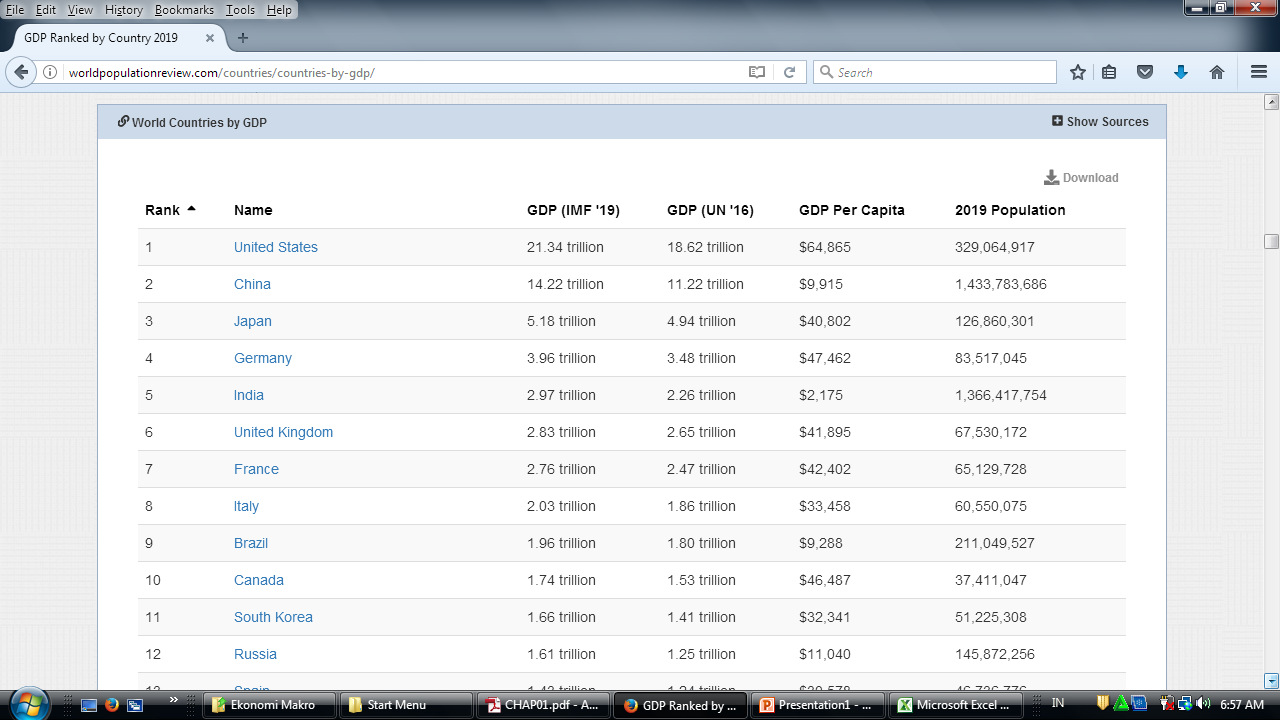 File Edit View History Bookmarks Tools Help
GDP Ranked by Country 2019
worldpopulationreview.com/countries/countries-by-gdp/ Search
World Countries by GDP Show Sources
Download
Rank Name GDP (IMF '19) GDP (UN '16) GDP Per Capita 2019 Population
1 United States 21.34 trillion 18.62 trillion $64,865 329,064,917
2 China 14.22 trillion 11.22 trillion $9,915 1,433,783,686
3 Japan 5.18 trillion 4.94 trillion $40,802 126,860,301
4 Germany 3.96 trillion 3.48 trillion $47,462 83,517,045
5 India 2.97 trillion 2.26 trillion $2,175 1,366,417,754
6 United Kingdom 2.83 trillion 2.65 trillion $41,895 67,530,172
7 France 2.76 trillion 2.47 trillion $42,402 65,129,728
8 Italy 2.03 trillion 1.86 trillion $33,458 60,550,075
9 Brazil 1.96 trillion 1.80 trillion $9,288 211,049,527
10 Canada 1.74 trillion 1.53 trillion $46,487 37,411,047
11 South Korea 1.66 trillion 1.41 trillion $32,341 51,225,308
12 Russia 1.61 trillion 1.25 trillion $11,040 145,872,256
13 Spain
Ekonomi Makro Start Menu CHAP01.pdf - A... GDP Ranked by ... Presentation1 - ... Microsoft Excel ... IN 6:57 AM